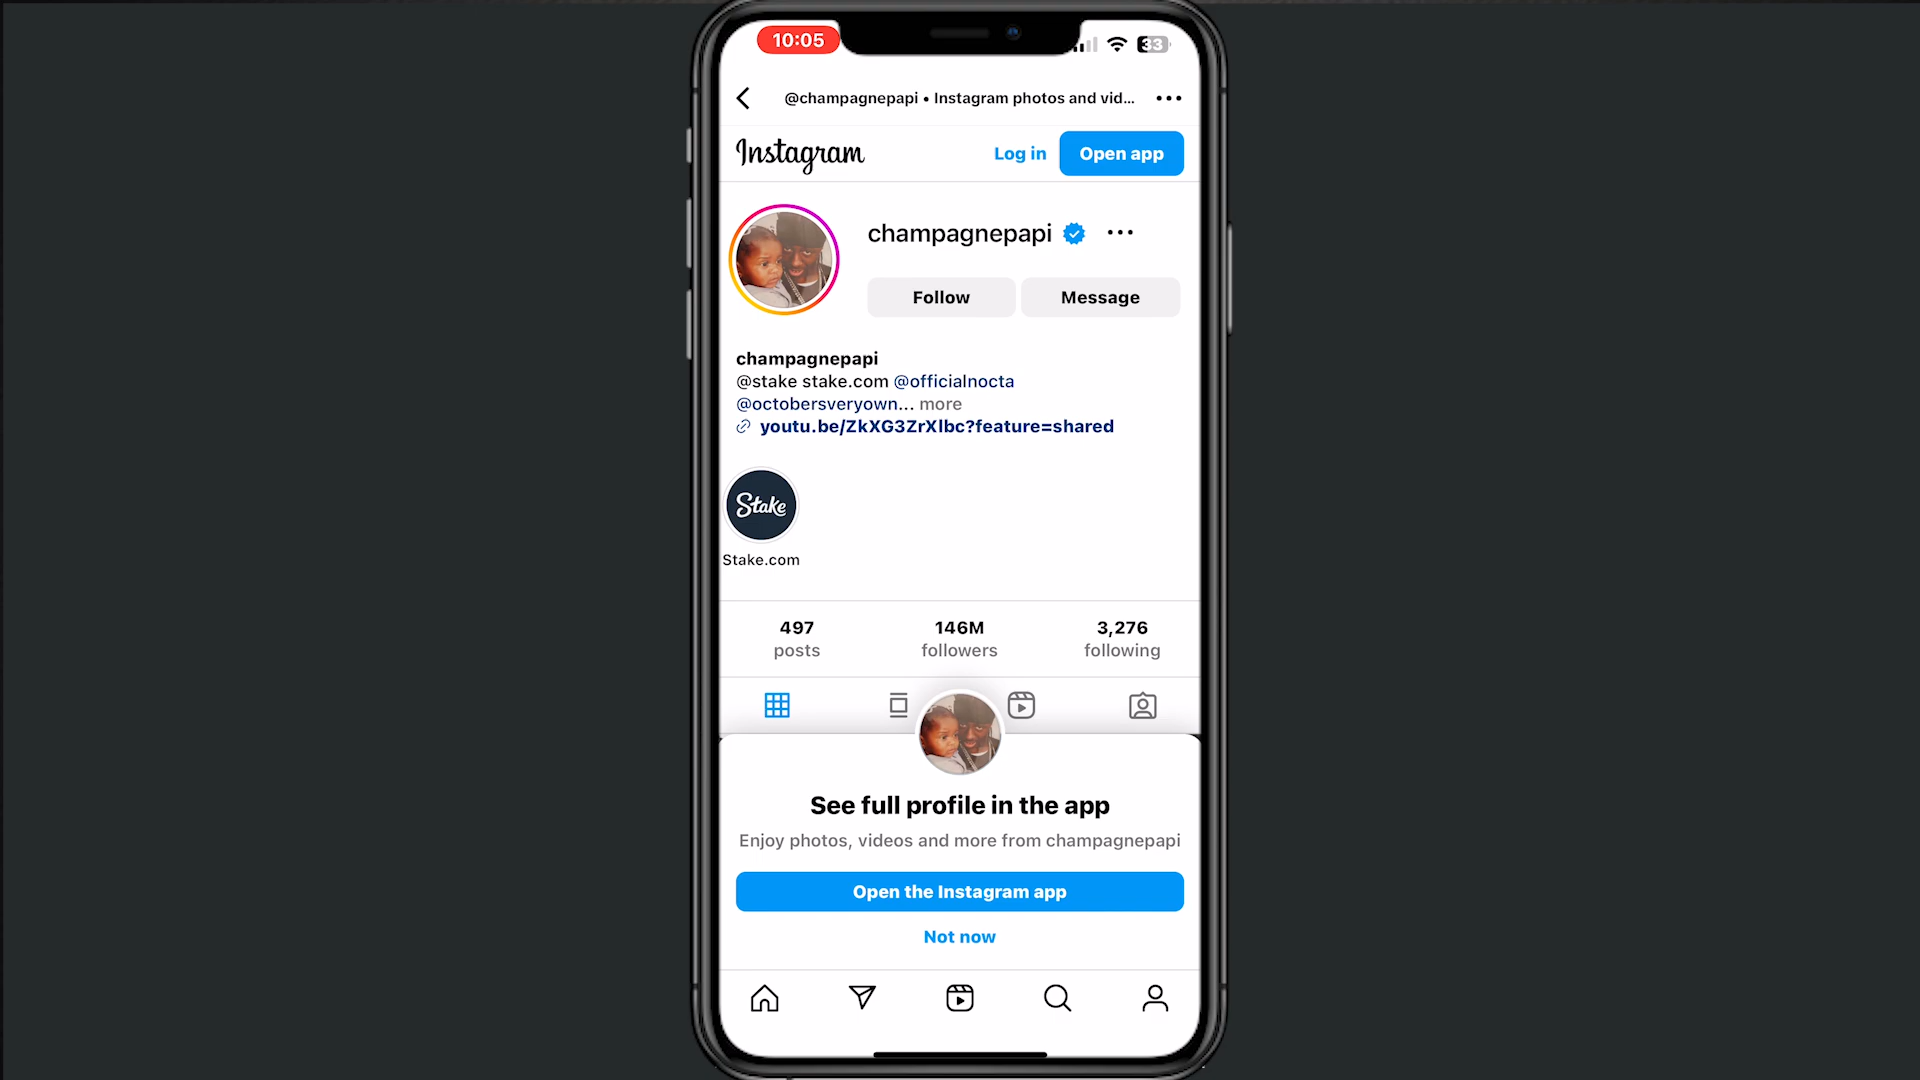 10:05
33
@champagnepapi • Instagram photos and vid...
Instagram
Log in
Open app
champagnepapi
Follow
Message
champagnepapi
@stake stake.com @officialnocta
@octobersveryown... more
youtu.be/ZkXG3ZrXlbc?feature=shared
Stake
Stake.com
497 146M 3,276
posts followers following
See full profile in the app
Enjoy photos, videos and more from champagnepapi
Open the Instagram app
Not now